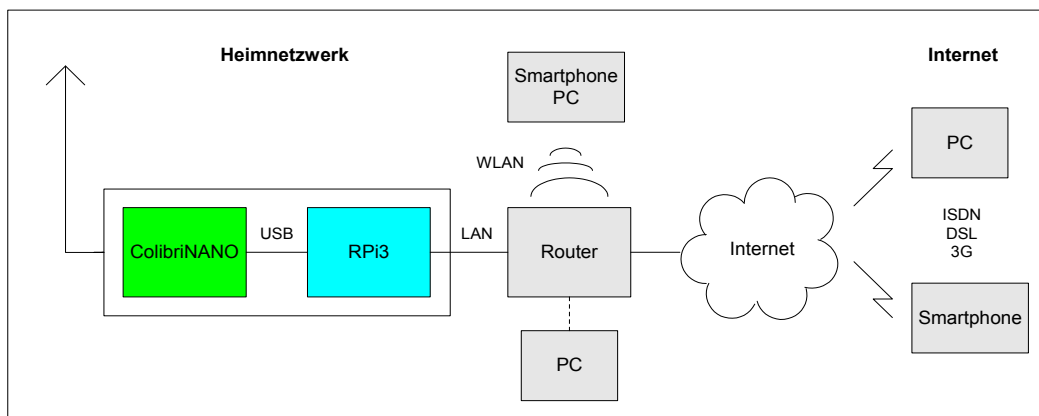 Heimnetzwerk
Internet
Smartphone
PC
WLAN
PC
ColibriNANO
USB
RPi3
LAN
Router
Internet
ISDN
DSL
3G
Smartphone
PC